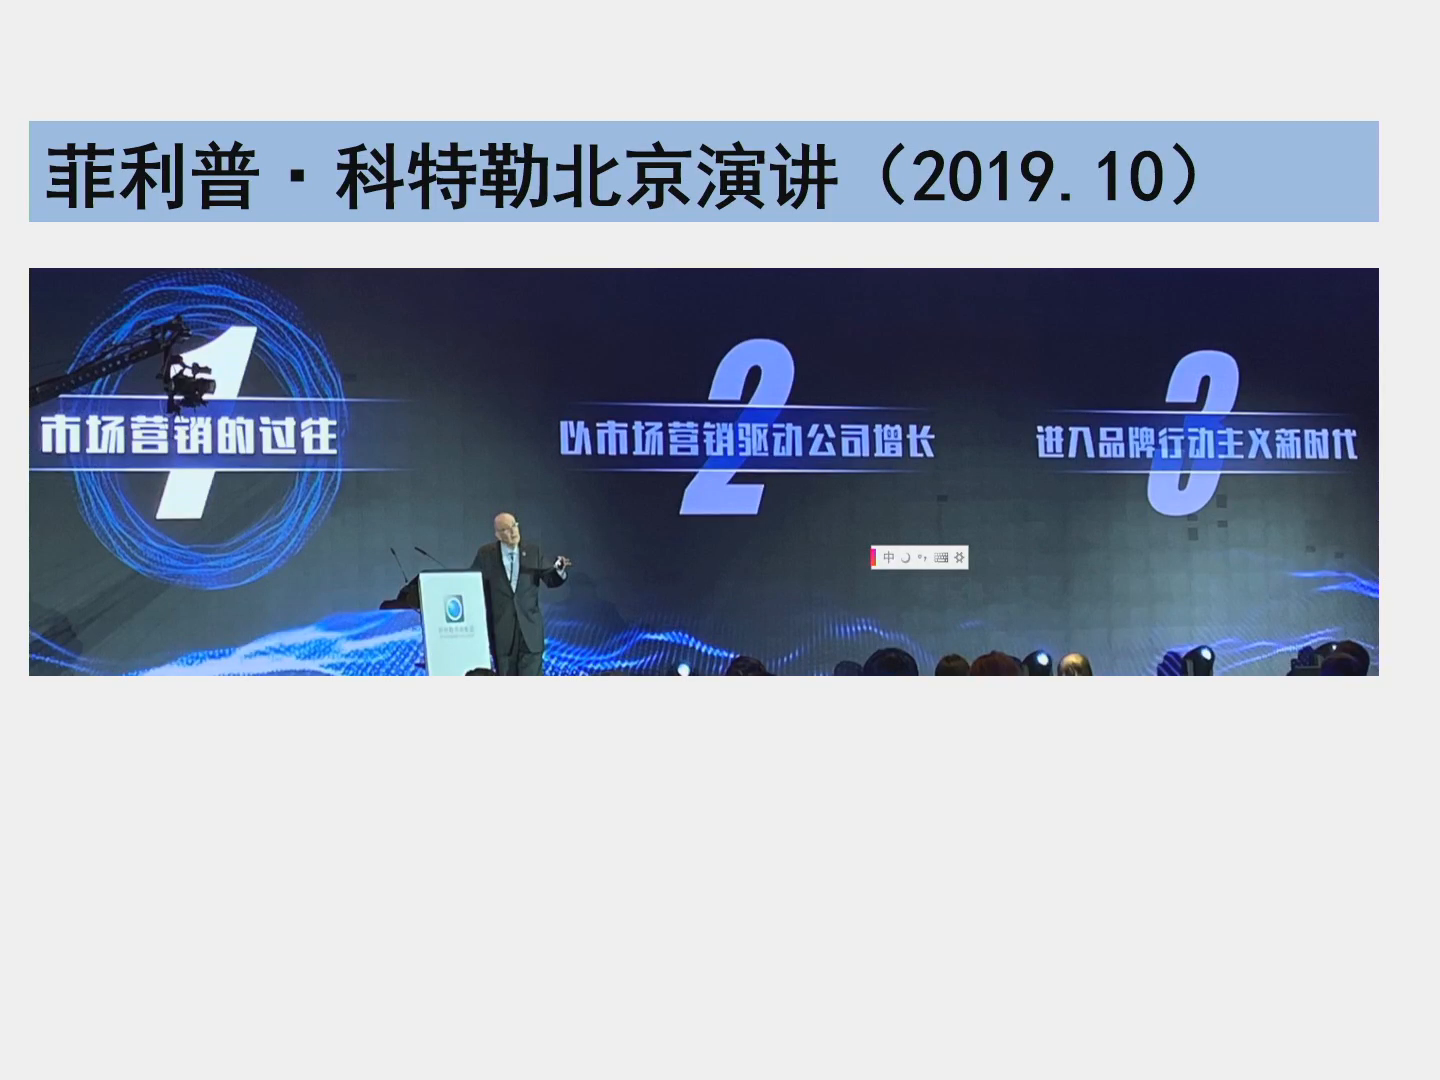 菲利普·科特勒北京演讲（2019.10）
1
市场营销的过往
2
以市场营销驱动公司增长
3
进入品牌行动主义新时代
中